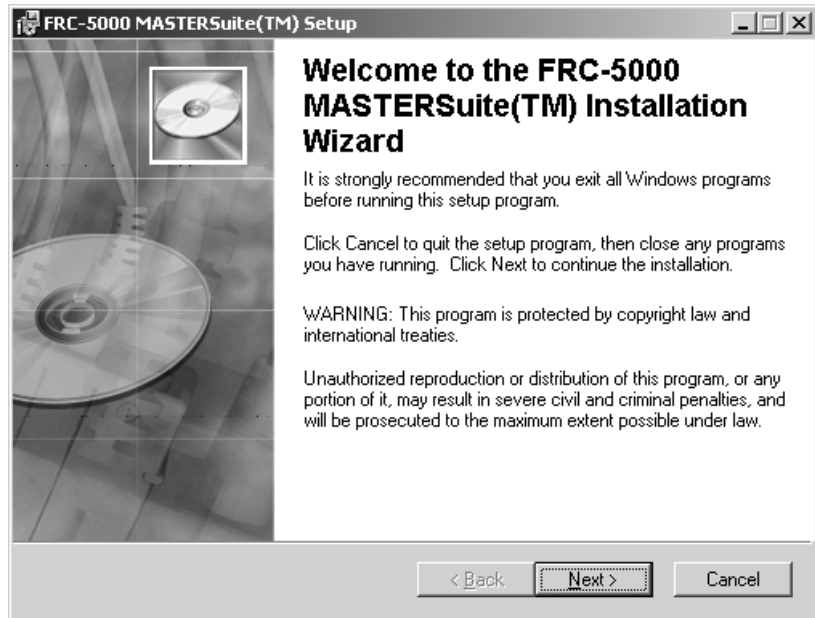 FRC-5000 MASTERSuite(TM) Setup
Welcome to the FRC-5000
MASTERSuite(TM) Installation
Wizard
It is strongly recommended that you exit all Windows programs
before running this setup program.
Click Cancel to quit the setup program, then close any programs
you have running.  Click Next to continue the installation.
WARNING: This program is protected by copyright law and
international treaties.
Unauthorized reproduction or distribution of this program, or any
portion of it, may result in severe civil and criminal penalties, and
will be prosecuted to the maximum extent possible under law.
< Back
Next >
Cancel